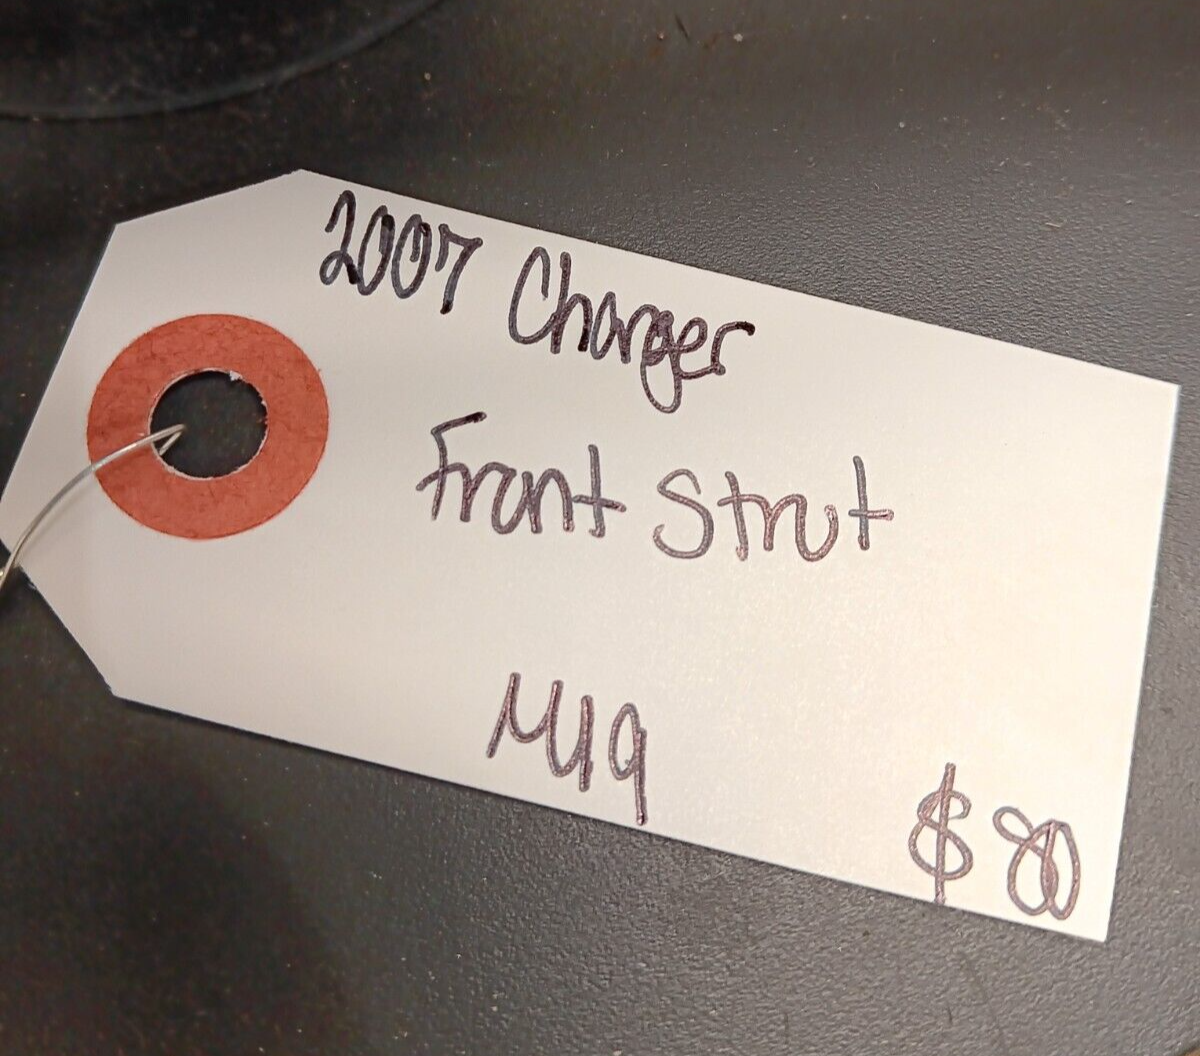 2007 Charger
Front Strut
M19
$80